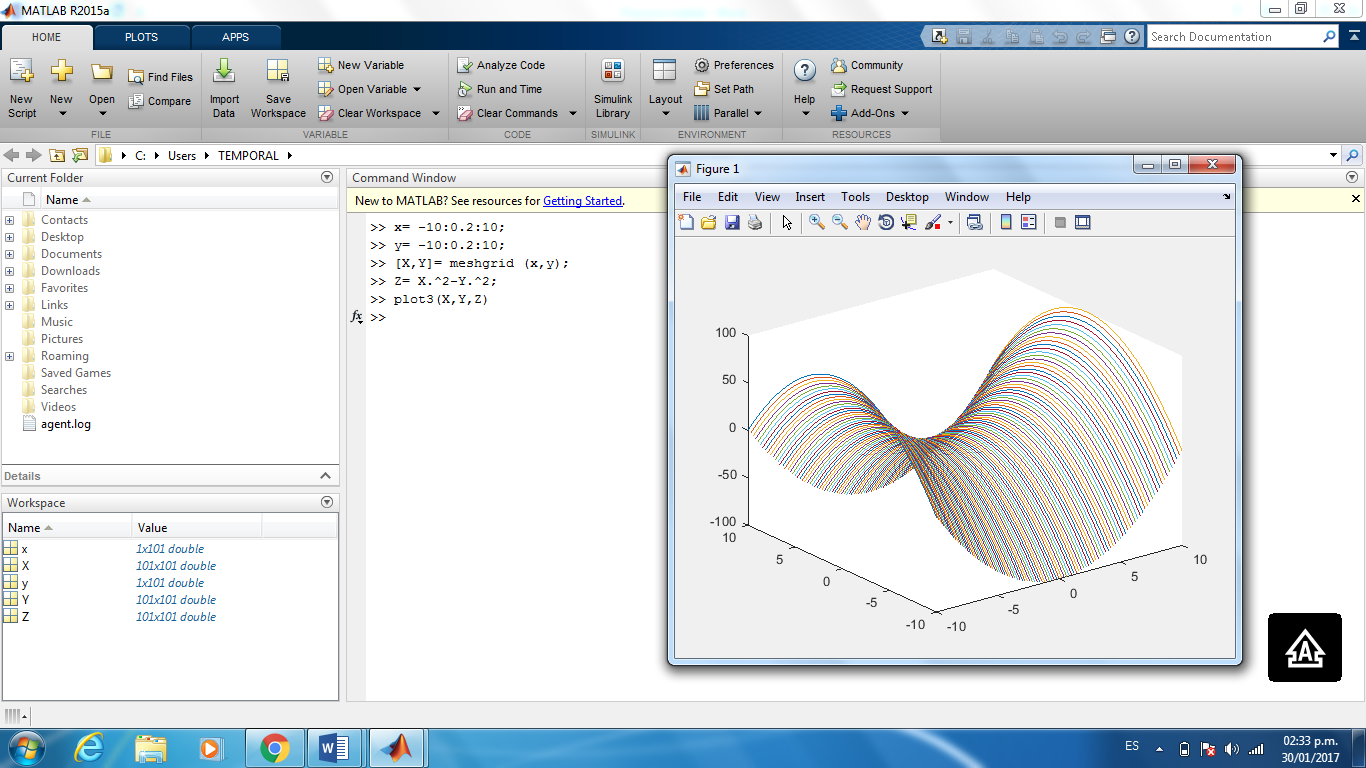 MATLAB R2015a
HOME PLOTS APPS
Search Documentation
New Script
New
Open
Find Files
Compare
Import Data
Save Workspace
New Variable
Open Variable
Clear Workspace
Analyze Code
Run and Time
Clear Commands
Simulink Library
Layout
Preferences
Set Path
Parallel
Help
Community
Request Support
Add-Ons
FILE VARIABLE CODE SIMULINK ENVIRONMENT RESOURCES
C: Users TEMPORAL
Current Folder
Name
Contacts
Desktop
Documents
Downloads
Favorites
Links
Music
Pictures
Roaming
Saved Games
Searches
Videos
agent.log
Details
Workspace
Name Value
x 1x101 double
X 101x101 double
y 1x101 double
Y 101x101 double
Z 101x101 double
Command Window
New to MATLAB? See resources for Getting Started.
>> x= -10:0.2:10;
>> y= -10:0.2:10;
>> [X,Y]= meshgrid (x,y);
>> Z= X.^2-Y.^2;
>> plot3(X,Y,Z)
fx >>
Figure 1
File Edit View Insert Tools Desktop Window Help
100
50
0
-50
-100
10
5
0
-5
-10
-10
-5
0
5
10
A
W
ES
02:33 p.m.
30/01/2017